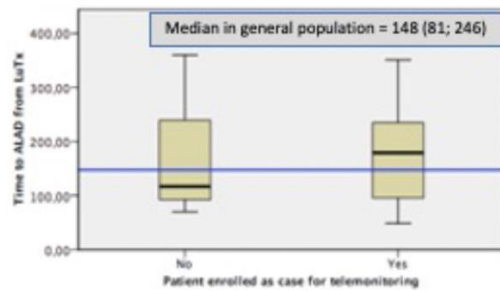 Median in general population = 148 (81; 246)
Time to ALAD from LuTx
400.00
300.00
200.00
100.00
0.00
No
Yes
Patient enrolled as case for telemonitoring